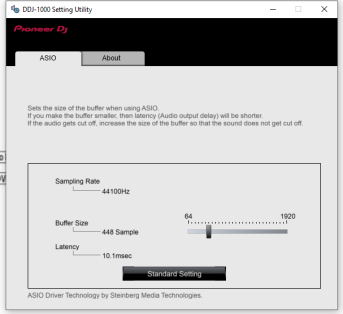 DDJ-1000 Setting Utility
Pioneer Dj
ASIO
About
Sets the size of the buffer when using ASIO.
If you make the buffer smaller, then latency (Audio output delay) will be shorter.
If the audio gets cut off, increase the size of the buffer so that the sound does not get cut off.
Sampling Rate
44100Hz
Buffer Size
448 Sample
64
1920
Latency
10.1msec
Standard Setting
ASIO Driver Technology by Steinberg Media Technologies.